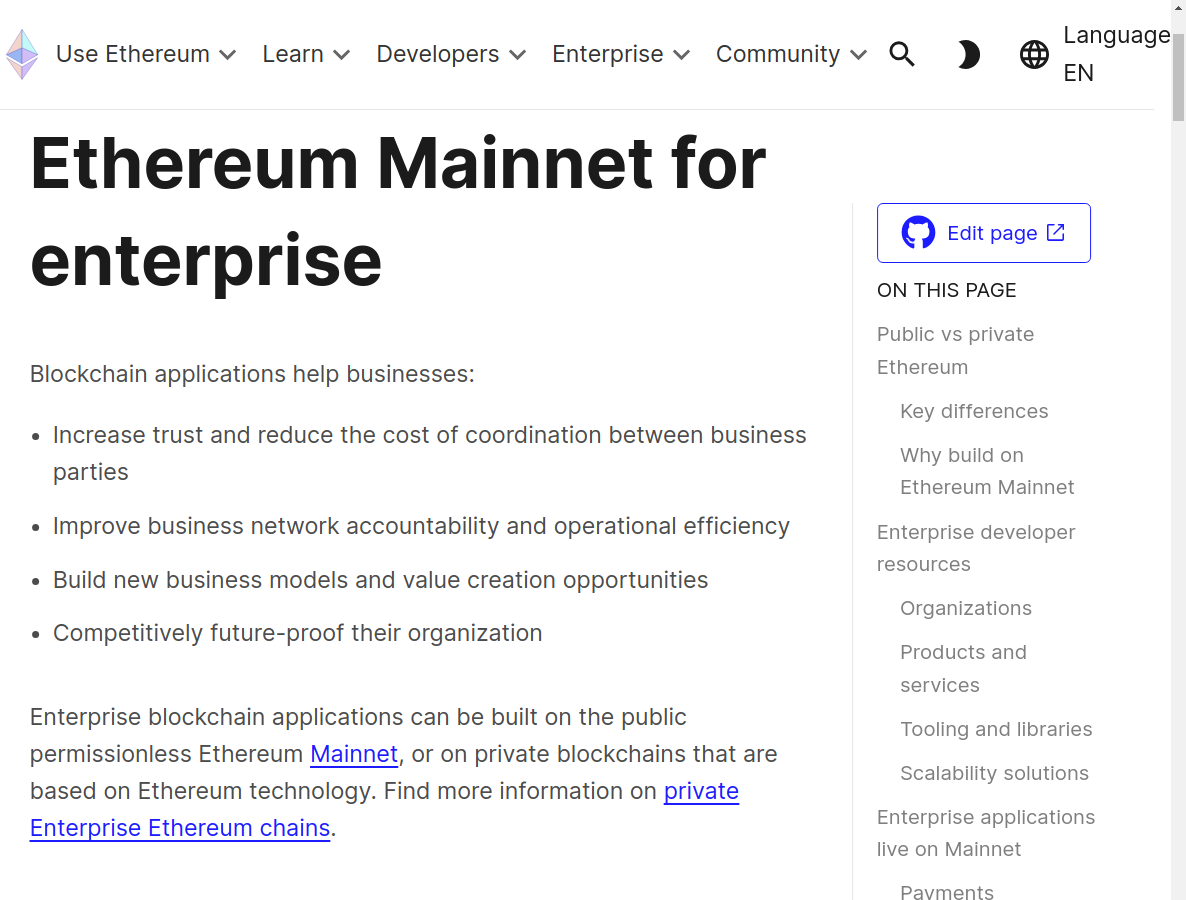 Use Ethereum Learn Developers Enterprise Community Language EN
Ethereum Mainnet for
enterprise
Blockchain applications help businesses:
• Increase trust and reduce the cost of coordination between business
parties
• Improve business network accountability and operational efficiency
• Build new business models and value creation opportunities
• Competitively future-proof their organization
Enterprise blockchain applications can be built on the public
permissionless Ethereum Mainnet, or on private blockchains that are
based on Ethereum technology. Find more information on private
Enterprise Ethereum chains.
Edit page
ON THIS PAGE
Public vs private
Ethereum
Key differences
Why build on
Ethereum Mainnet
Enterprise developer
resources
Organizations
Products and
services
Tooling and libraries
Scalability solutions
Enterprise applications
live on Mainnet
Payments